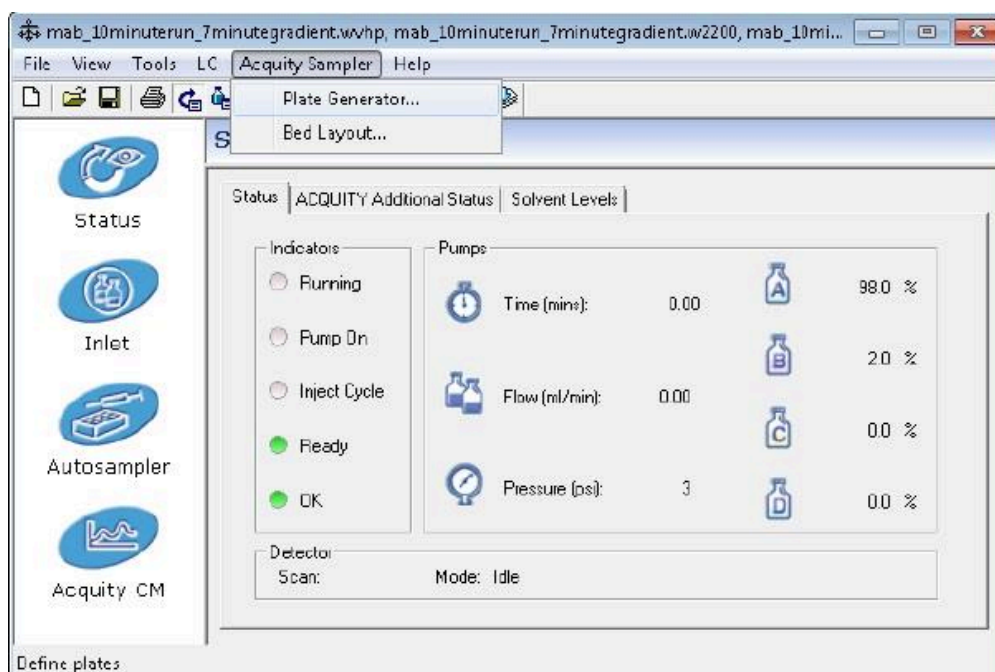 mab_10minuterun_7minutegradient.wvhp, mab_10minuterun_7minutegradient.w2200, mab_10mi...
File View Tools LC Acquity Sampler Help
Plate Generator...
Bed Layout...
S
Status
Inlet
Autosampler
Acquity CM
Status ACQUITY Additional Status Solvent Levels
Indicators
Running
Pump On
Inject Cycle
Ready
OK
Pumps
Time (mins): 0.00
Flow (ml/min): 0.00
Pressure (psi): 3
A 98.0 %
B 2.0 %
C 0.0 %
D 0.0 %
Detector
Scan: Mode: Idle
Define plates